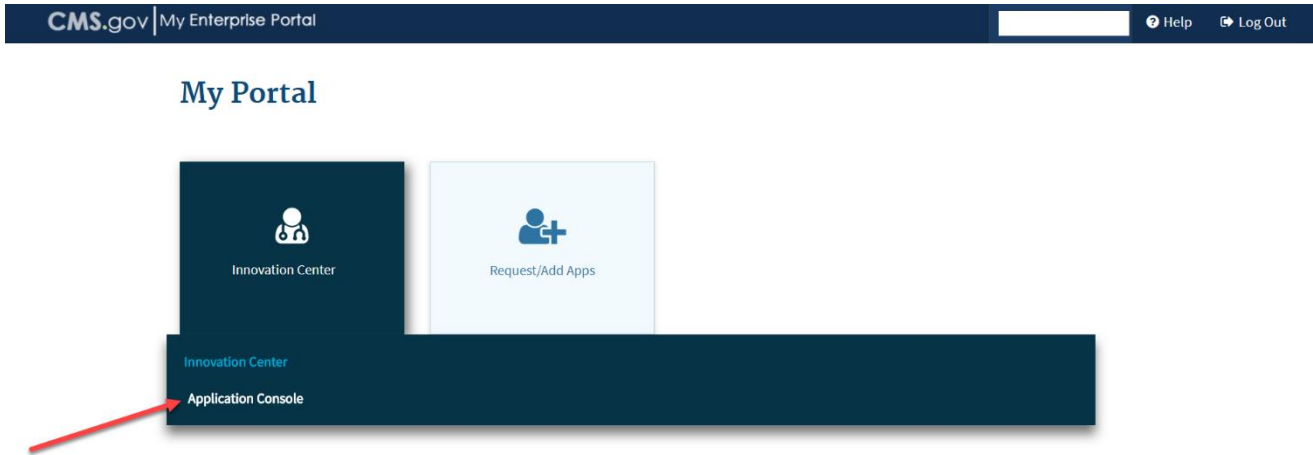 CMS.gov My Enterprise Portal
Help
Log Out
My Portal
Innovation Center
Request/Add Apps
Innovation Center
Application Console